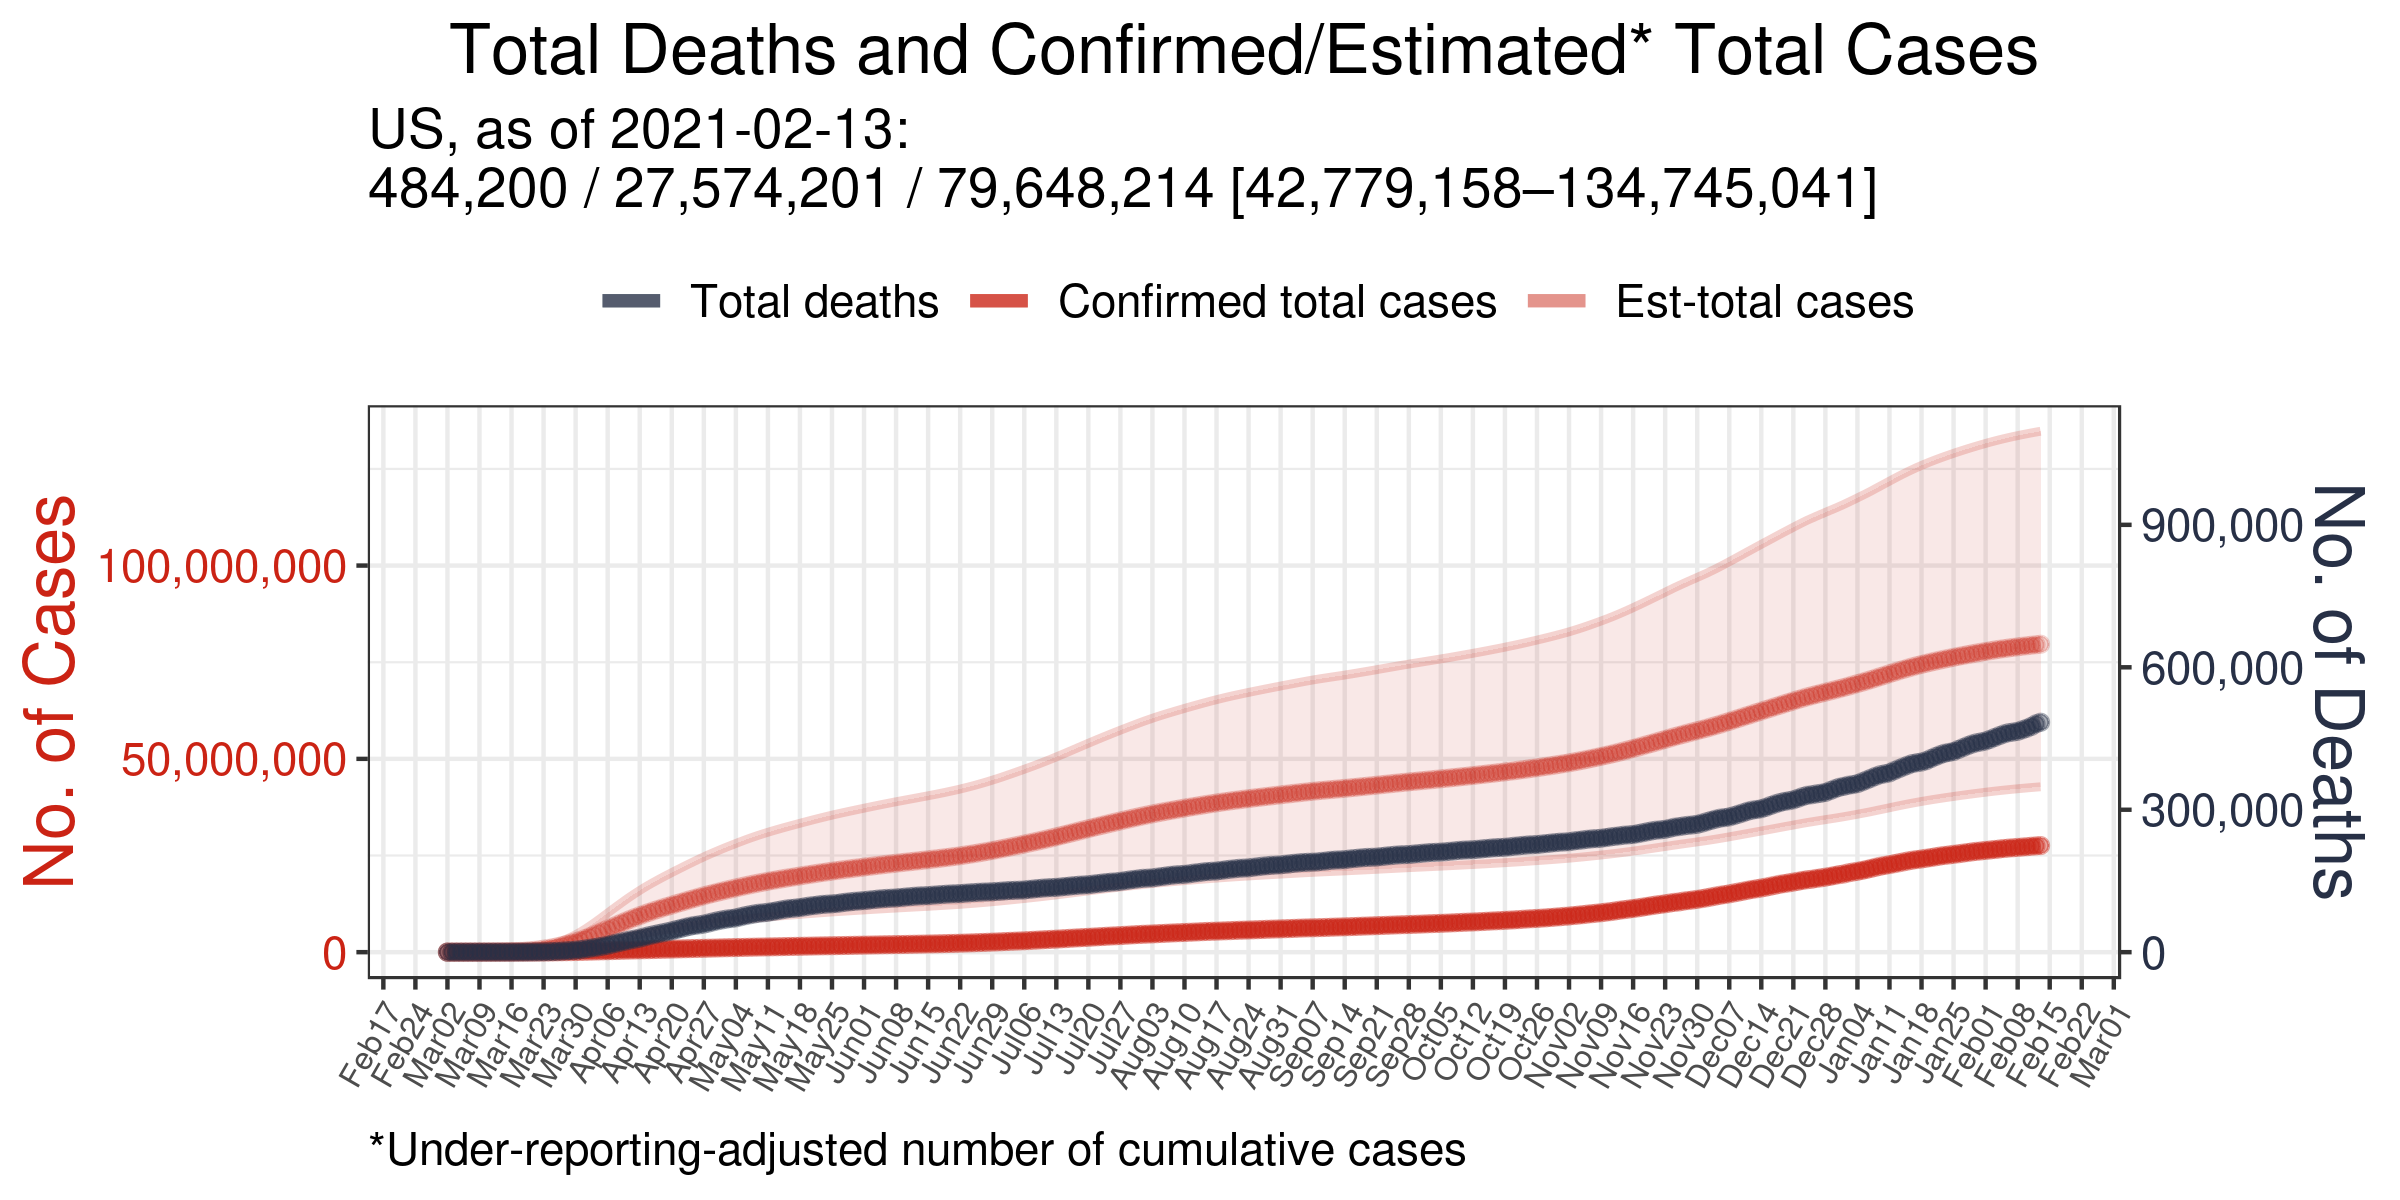 Total Deaths and Confirmed/Estimated* Total Cases
US, as of 2021-02-13:
484,200 / 27,574,201 / 79,648,214 [42,779,158–134,745,041]
Total deaths
Confirmed total cases
Est-total cases
No. of Cases
100,000,000
50,000,000
0
900,000
600,000
300,000
0
No. of Deaths
Feb17
Feb24
Mar02
Mar09
Mar16
Mar23
Mar30
Apr06
Apr13
Apr20
Apr27
May04
May11
May18
May25
Jun01
Jun08
Jun15
Jun22
Jun29
Jul06
Jul13
Jul20
Jul27
Aug03
Aug10
Aug17
Aug24
Aug31
Sep07
Sep14
Sep21
Sep28
Oct05
Oct12
Oct19
Oct26
Nov02
Nov09
Nov16
Nov23
Nov30
Dec07
Dec14
Dec21
Dec28
Jan04
Jan11
Jan18
Jan25
Feb01
Feb08
Feb15
Feb22
Mar01
*Under-reporting-adjusted number of cumulative cases